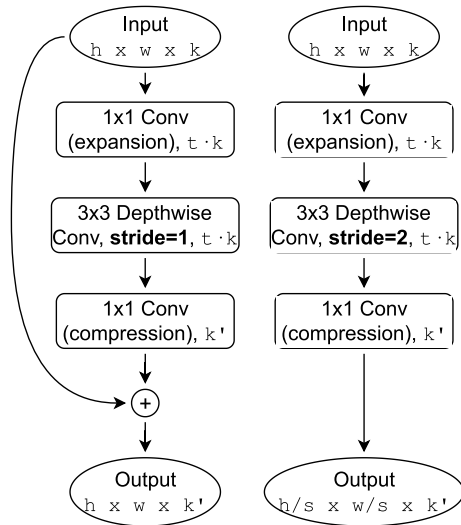 Input
h x w x k
1x1 Conv
(expansion), t·k
3x3 Depthwise
Conv, stride=1, t·k
1x1 Conv
(compression), k'
+
Output
h x w x k'
Input
h x w x k
1x1 Conv
(expansion), t·k
3x3 Depthwise
Conv, stride=2, t·k
1x1 Conv
(compression), k'
Output
h/s x w/s x k'